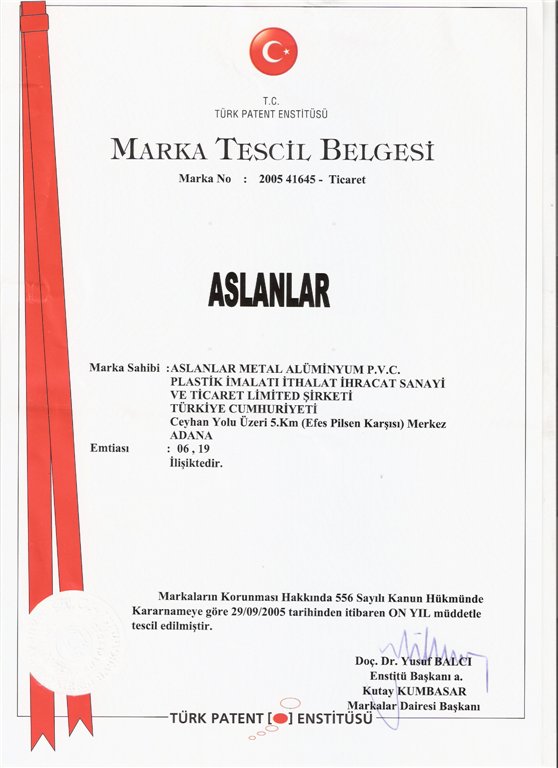 T.C.
TÜRK PATENT ENSTİTÜSÜ
MARKA TESCİL BELGESİ
Marka No : 2005 41645 - Ticaret
ASLANLAR
Marka Sahibi :ASLANLAR METAL ALÜMİNYUM P.V.C.
PLASTİK İMALATI İTHALAT İHRACAT SANAYİ
VE TİCARET LİMİTED ŞİRKETİ
TÜRKİYE CUMHURİYETİ
Ceyhan Yolu Üzeri 5.Km (Efes Pilsen Karşısı) Merkez
ADANA
Emtiası : 06 , 19
İlişiktedir.
Markaların Korunması Hakkında 556 Sayılı Kanun Hükmünde
Kararnameye göre 29/09/2005 tarihinden itibaren ON YIL müddetle
tescil edilmiştir.
Doç. Dr. Yusuf BALCI
Enstitü Başkanı a.
Kutay KUMBASAR
Markalar Dairesi Başkanı
TÜRK PATENT [ ] ENSTİTÜSÜ